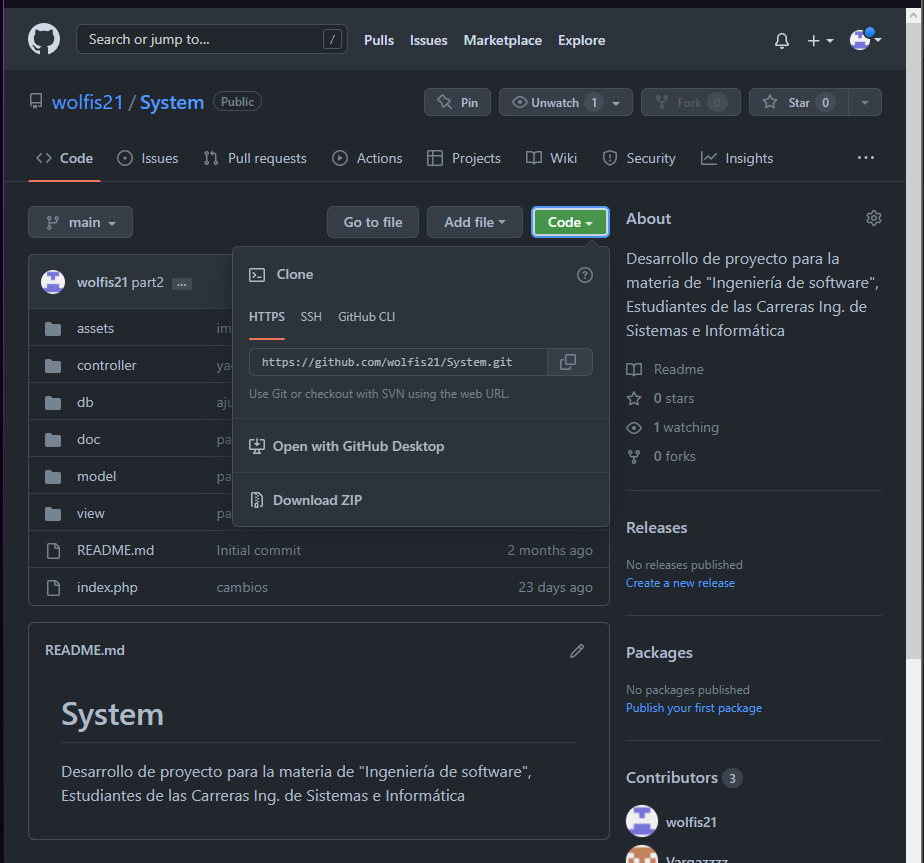 Search or jump to... /
Pulls Issues Marketplace Explore
wolfis21 / System Public
Pin Unwatch 1 Fork 0 Star 0
Code Issues Pull requests Actions Projects Wiki Security Insights ...
main Go to file Add file Code
wolfis21 part2 ...
assets im
controller ya
db aju
doc pa
model pa
view pa
README.md Initial commit 2 months ago
index.php cambios 23 days ago
Clone
HTTPS SSH GitHub CLI
https://github.com/wolfis21/System.git
Use Git or checkout with SVN using the web URL.
Open with GitHub Desktop
Download ZIP
README.md
System
Desarrollo de proyecto para la materia de "Ingeniería de software",
Estudiantes de las Carreras Ing. de Sistemas e Informática
About
Desarrollo de proyecto para la
materia de "Ingeniería de software",
Estudiantes de las Carreras Ing. de
Sistemas e Informática
Readme
0 stars
1 watching
0 forks
Releases
No releases published
Create a new release
Packages
No packages published
Publish your first package
Contributors 3
wolfis21
Vargazzzz